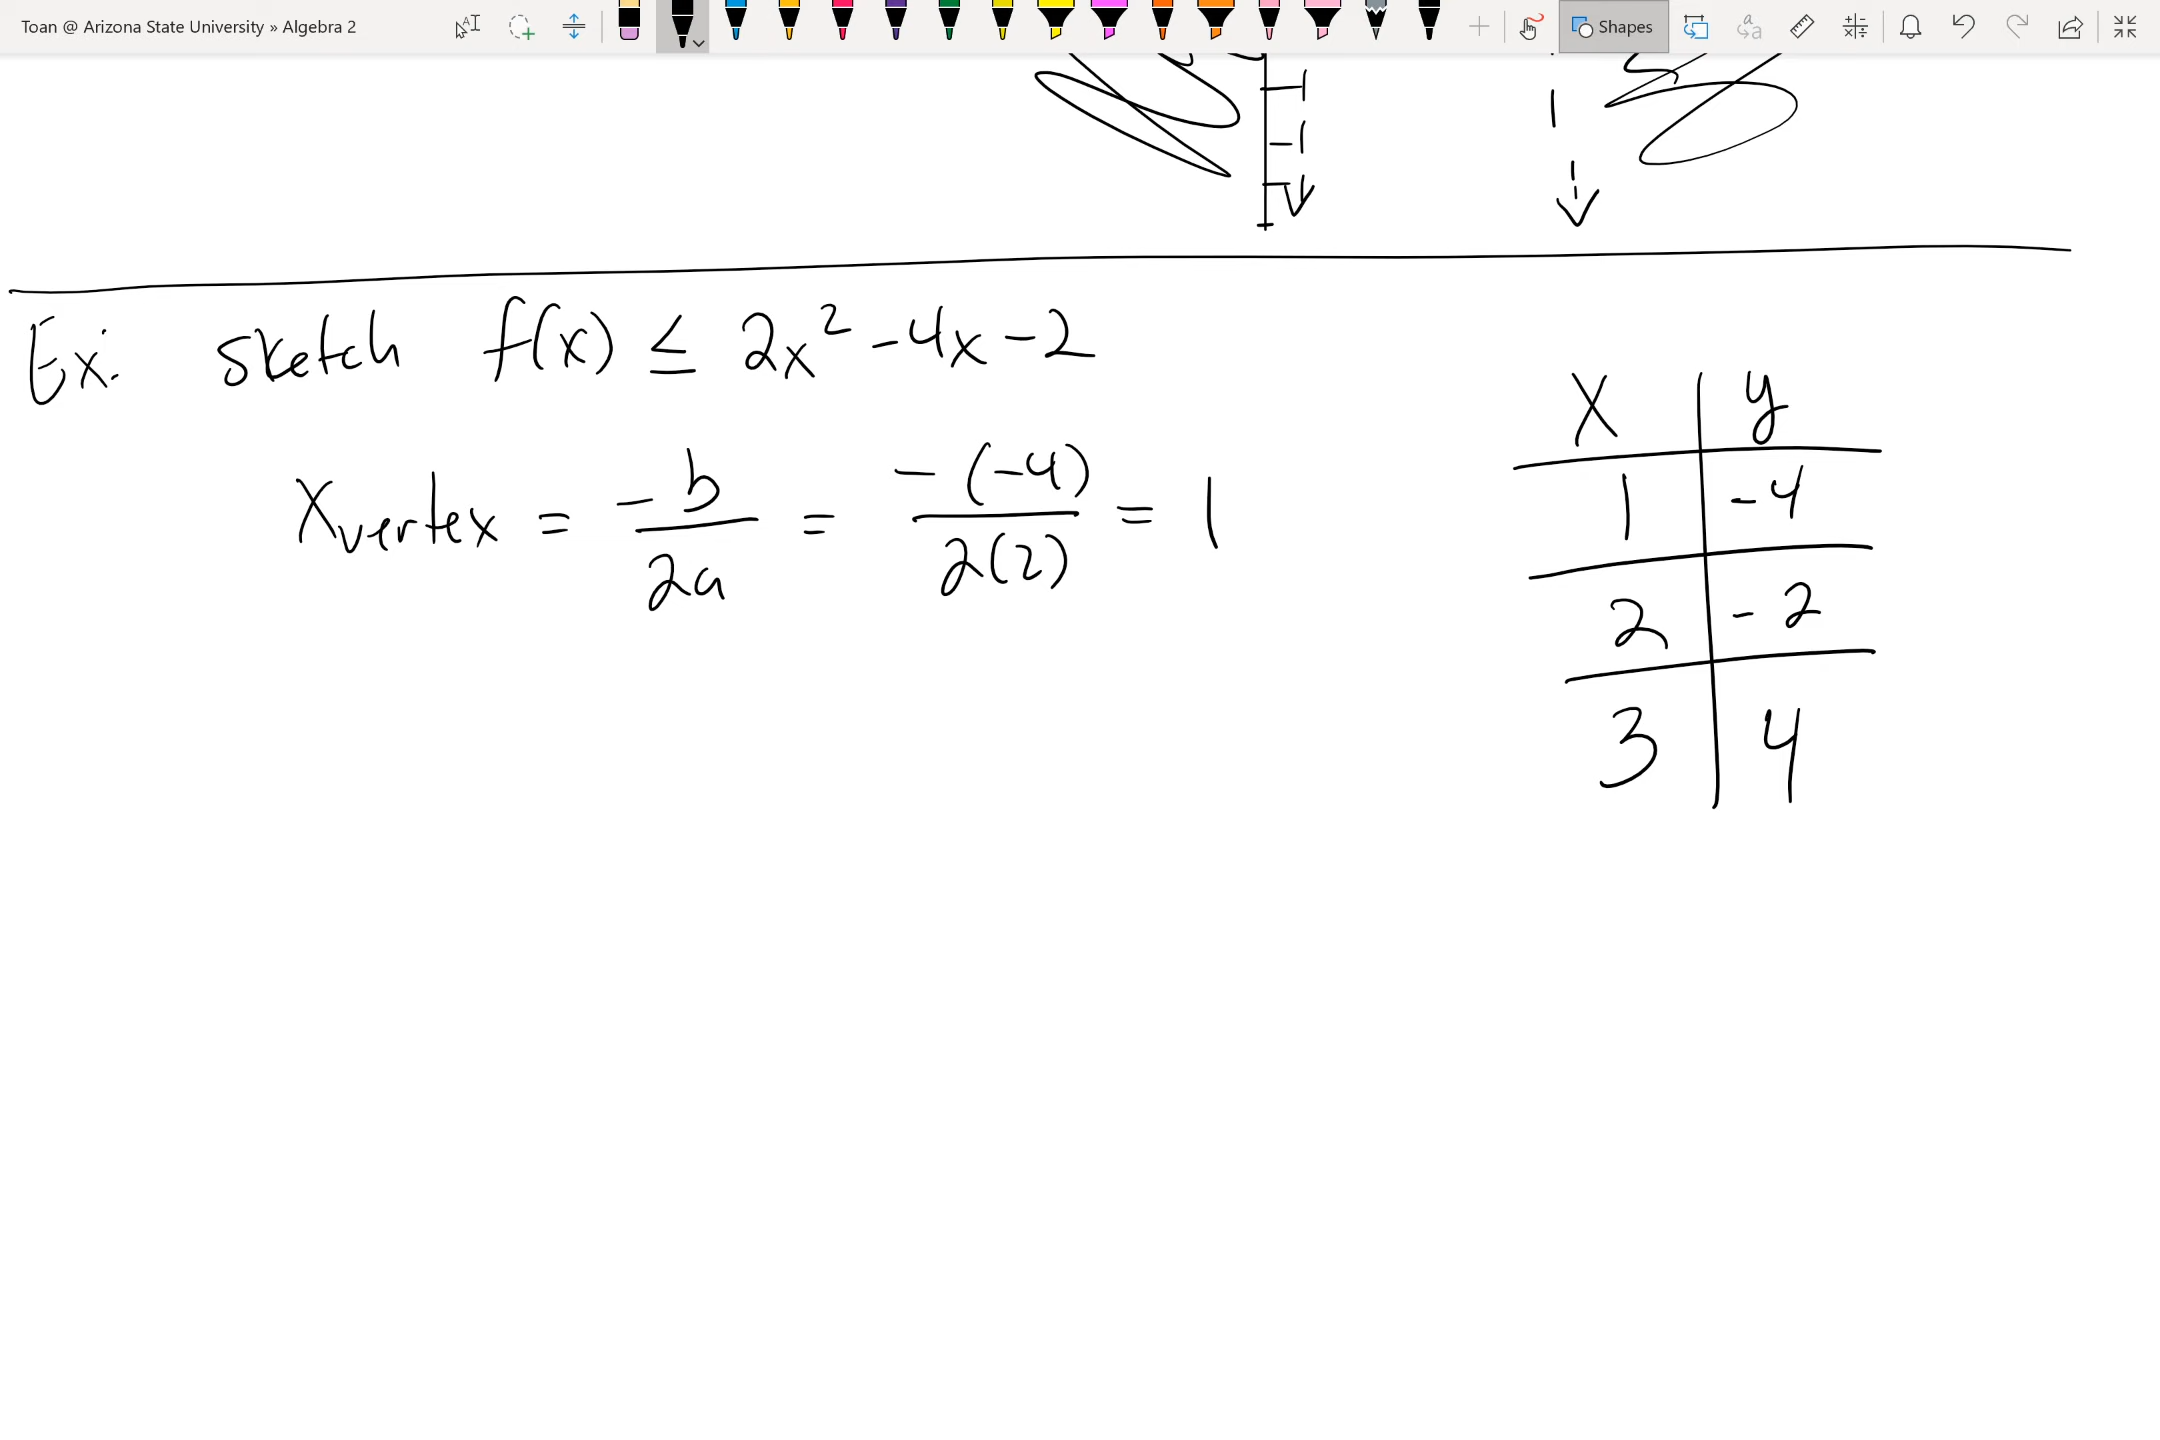 Toan @ Arizona State University » Algebra 2
Shapes
Ex: sketch f(x) ≤ 2x² - 4x - 2
x | y
Xvertex = -b/2a = -(-4)/2(2) = 1
1 | -4
2 | -2
3 | 4